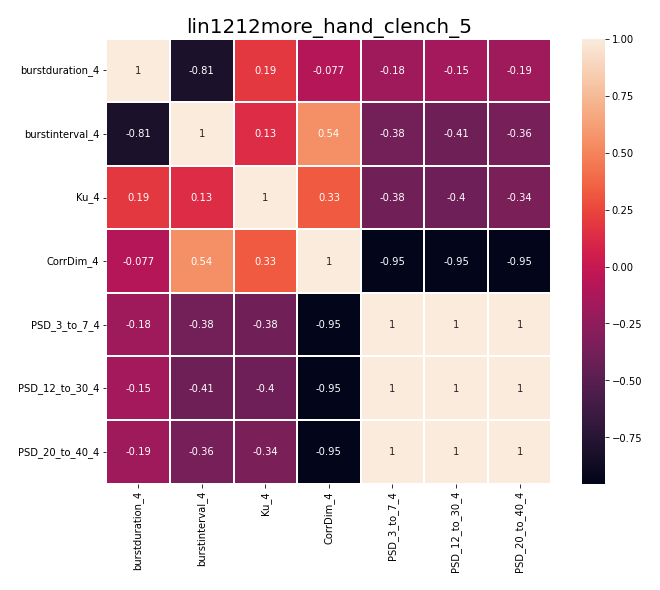 lin1212more_hand_clench_5
burstduration_4 1 -0.81 0.19 -0.077 -0.18 -0.15 -0.19
burstinterval_4 -0.81 1 0.13 0.54 -0.38 -0.41 -0.36
Ku_4 0.19 0.13 1 0.33 -0.38 -0.4 -0.34
CorrDim_4 -0.077 0.54 0.33 1 -0.95 -0.95 -0.95
PSD_3_to_7_4 -0.18 -0.38 -0.38 -0.95 1 1 1
PSD_12_to_30_4 -0.15 -0.41 -0.4 -0.95 1 1 1
PSD_20_to_40_4 -0.19 -0.36 -0.34 -0.95 1 1 1
burstduration_4
burstinterval_4
Ku_4
CorrDim_4
PSD_3_to_7_4
PSD_12_to_30_4
PSD_20_to_40_4
1.00
0.75
0.50
0.25
0.00
−0.25
−0.50
−0.75